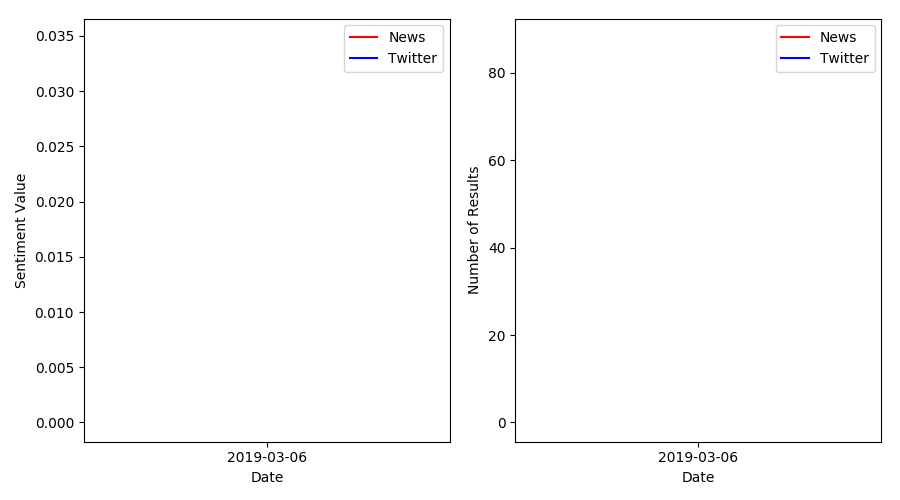 Sentiment Value
0.035
0.030
0.025
0.020
0.015
0.010
0.005
0.000
News
Twitter
2019-03-06
Date
Number of Results
80
60
40
20
0
News
Twitter
2019-03-06
Date